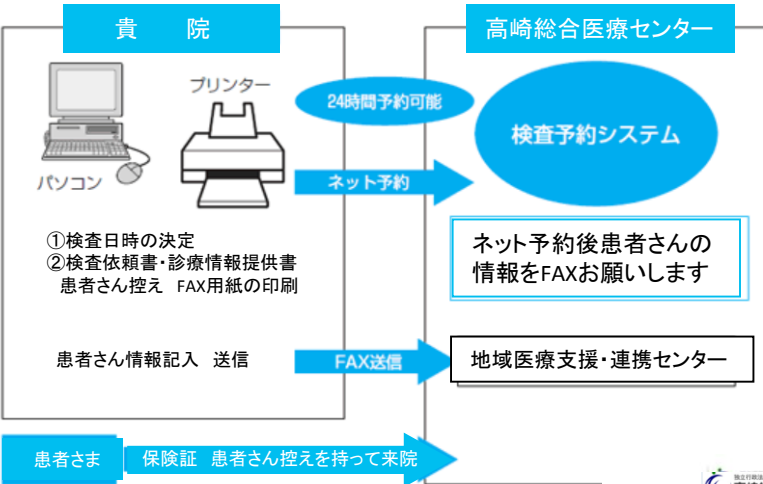 貴　院
高崎総合医療センター
プリンター
24時間予約可能
検査予約システム
パソコン
ネット予約
①検査日時の決定
②検査依頼書・診療情報提供書
患者さん控え　FAX用紙の印刷
ネット予約後患者さんの
情報をFAXお願いします
患者さん情報記入　送信
FAX送信
地域医療支援・連携センター
患者さま
保険証　患者さん控えを持って来院
独立行政法